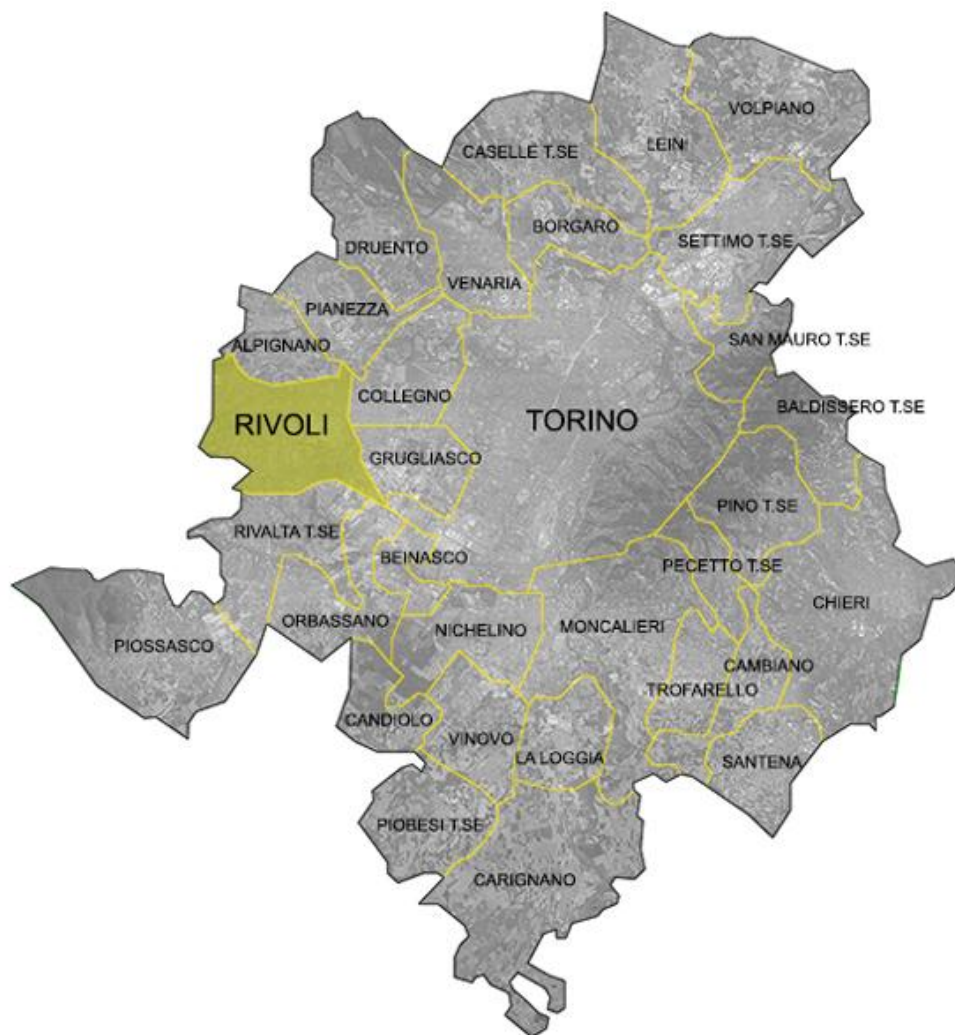 VOLPIANO
LEINI
CASELLE T.SE
BORGARO
SETTIMO T.SE
DRUENTO
VENARIA
PIANEZZA
SAN MAURO T.SE
ALPIGNANO
COLLEGNO
BALDISSERO T.SE
RIVOLI
TORINO
GRUGLIASCO
PINO T.SE
RIVALTA T.SE
BEINASCO
PECETTO T.SE
CHIERI
ORBASSANO
NICHELINO
MONCALIERI
PIOSSASCO
CAMBIANO
TROFARELLO
CANDIOLO
VINOVO
LA LOGGIA
SANTENA
PIOBESI T.SE
CARIGNANO